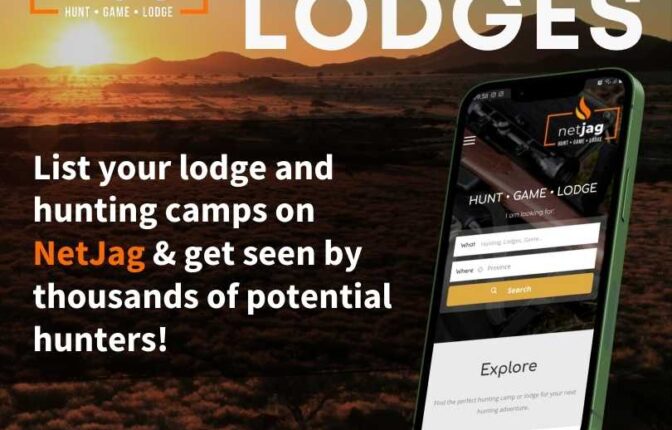 HUNT • GAME • LODGE
LODGES
List your lodge and
hunting camps on
NetJag & get seen by
thousands of potential
hunters!
netjag
HUNT • GAME • LODGE
HUNT • GAME • LODGE
I am looking for:
What Hunting, Lodges, Game...
Where Province
Search
Explore
Find the perfect hunting camp or lodge for your next
hunting adventure.